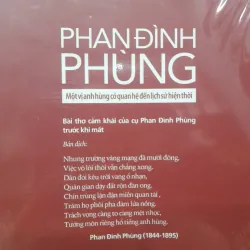 PHAN ĐÌNH
PHÙNG
Một vị anh hùng có quan hệ đến lịch sử hiện thời
Bài thơ cảm khái của cụ Phan Đình Phùng
trước khi mất
Bản dịch:
Nhung trường vâng mạng đã mười đông,
Việc võ lôi thôi vẫn chẳng xong,
Dân đói kêu trời vang ổ nhạn,
Quân gian dậy đất rộn đàn ong,
Chín trùng lận đận miền quan tái,
Trăm họ phôi pha đám lửa nồng.
Trách vọng càng to càng mệt nhọc,
Tướng môn riêng hổ tiếng anh hùng.
Phan Đình Phùng (1844-1895)